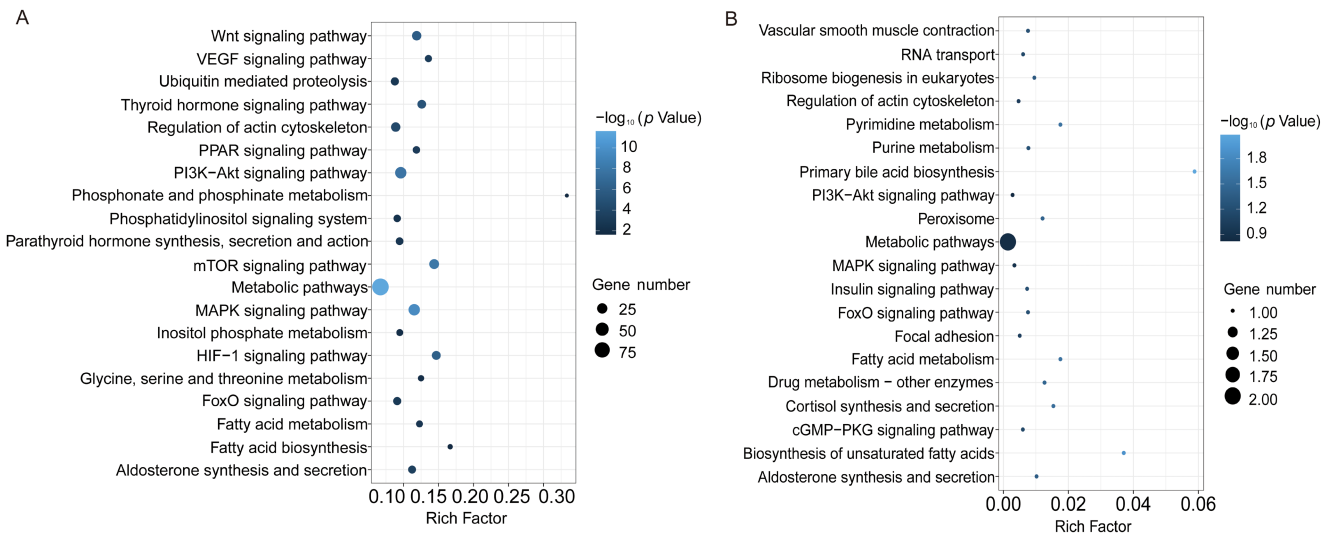 A
Wnt signaling pathway
VEGF signaling pathway
Ubiquitin mediated proteolysis
Thyroid hormone signaling pathway
Regulation of actin cytoskeleton
PPAR signaling pathway
PI3K−Akt signaling pathway
Phosphonate and phosphinate metabolism
Phosphatidylinositol signaling system
Parathyroid hormone synthesis, secretion and action
mTOR signaling pathway
Metabolic pathways
MAPK signaling pathway
Inositol phosphate metabolism
HIF−1 signaling pathway
Glycine, serine and threonine metabolism
FoxO signaling pathway
Fatty acid metabolism
Fatty acid biosynthesis
Aldosterone synthesis and secretion
0.10 0.15 0.20 0.25 0.30
Rich Factor
−log₁₀ (p Value)
10
8
6
4
2
Gene number
25
50
75
B
Vascular smooth muscle contraction
RNA transport
Ribosome biogenesis in eukaryotes
Regulation of actin cytoskeleton
Pyrimidine metabolism
Purine metabolism
Primary bile acid biosynthesis
PI3K−Akt signaling pathway
Peroxisome
Metabolic pathways
MAPK signaling pathway
Insulin signaling pathway
FoxO signaling pathway
Focal adhesion
Fatty acid metabolism
Drug metabolism − other enzymes
Cortisol synthesis and secretion
cGMP−PKG signaling pathway
Biosynthesis of unsaturated fatty acids
Aldosterone synthesis and secretion
0.00 0.02 0.04 0.06
Rich Factor
−log₁₀ (p Value)
1.8
1.5
1.2
0.9
Gene number
1.00
1.25
1.50
1.75
2.00